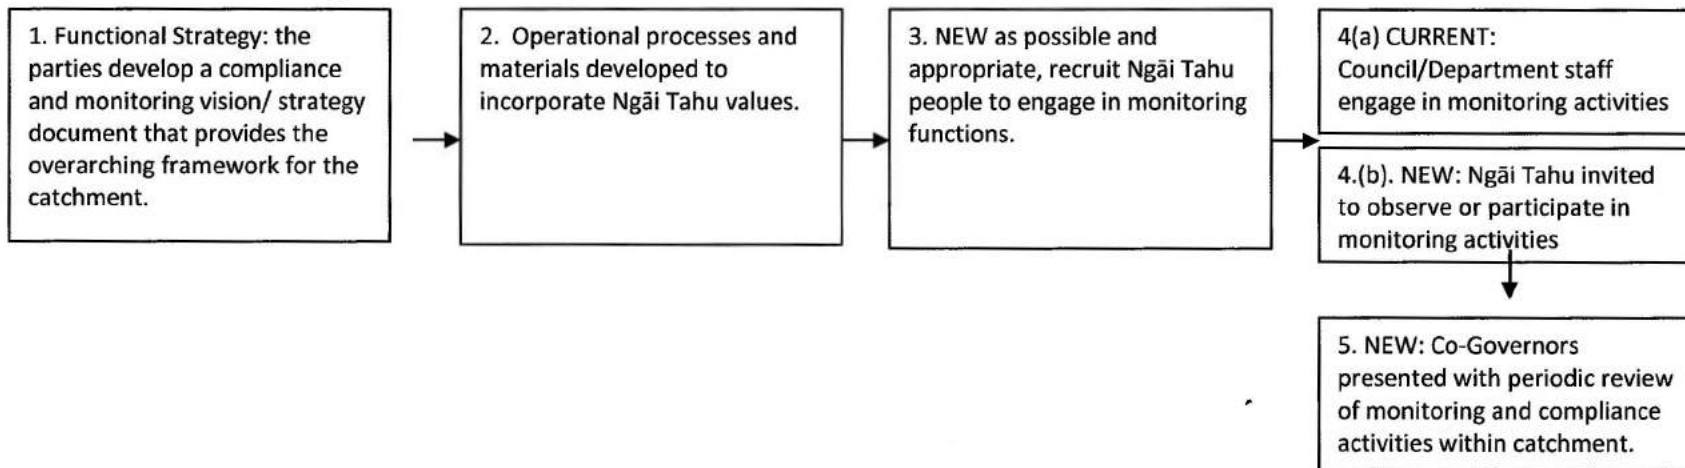 1. Functional Strategy: the
parties develop a compliance
and monitoring vision/ strategy
document that provides the
overarching framework for the
catchment.
2. Operational processes and
materials developed to
incorporate Ngāi Tahu values.
3. NEW as possible and
appropriate, recruit Ngāi Tahu
people to engage in monitoring
functions.
4(a) CURRENT:
Council/Department staff
engage in monitoring activities
4.(b). NEW: Ngāi Tahu invited
to observe or participate in
monitoring activities
5. NEW: Co-Governors
presented with periodic review
of monitoring and compliance
activities within catchment.